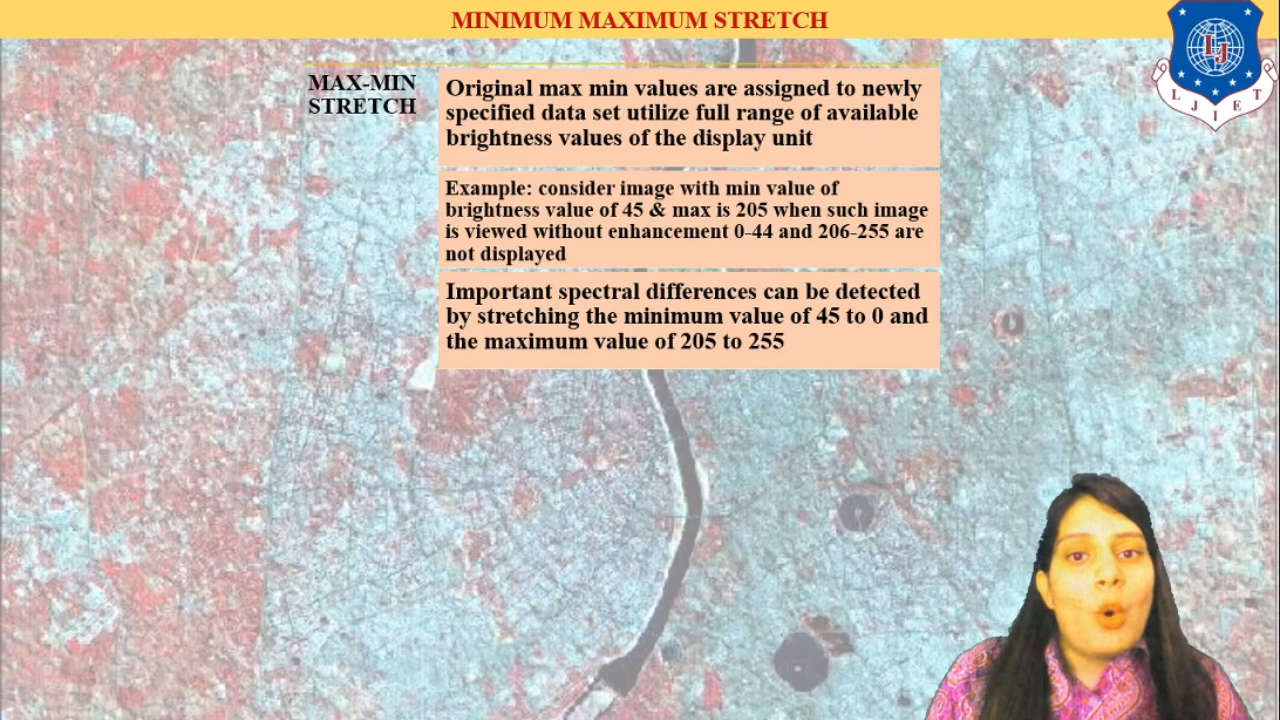 MINIMUM MAXIMUM STRETCH
MAX-MIN
STRETCH
Original max min values are assigned to newly
specified data set utilize full range of available
brightness values of the display unit
Example: consider image with min value of
brightness value of 45 & max is 205 when such image
is viewed without enhancement 0-44 and 206-255 are
not displayed
Important spectral differences can be detected
by stretching the minimum value of 45 to 0 and
the maximum value of 205 to 255
LJ
L J I E T